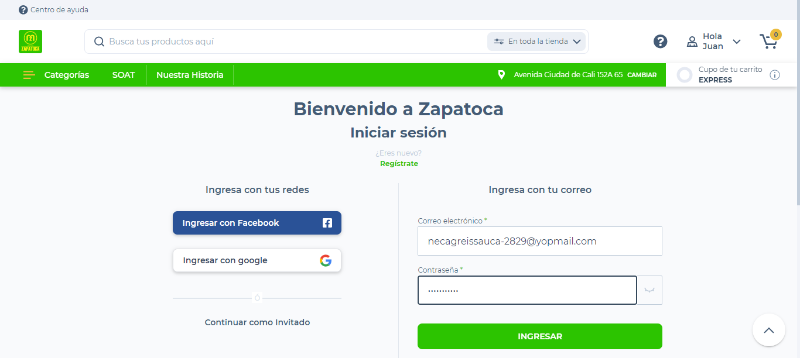 Centro de ayuda
Busca tus productos aquí
En toda la tienda
Hola
Juan
0
Categorías
SOAT
Nuestra Historia
Avenida Ciudad de Cali 152A 65 CAMBIAR
Cupo de tu carrito
EXPRESS
Bienvenido a Zapatoca
Iniciar sesión
¿Eres nuevo?
Regístrate
Ingresa con tus redes
Ingresar con Facebook
Ingresar con google
O
Continuar como Invitado
Ingresa con tu correo
Correo electrónico *
necagreissauca-2829@yopmail.com
Contraseña *
•••••••••••
INGRESAR